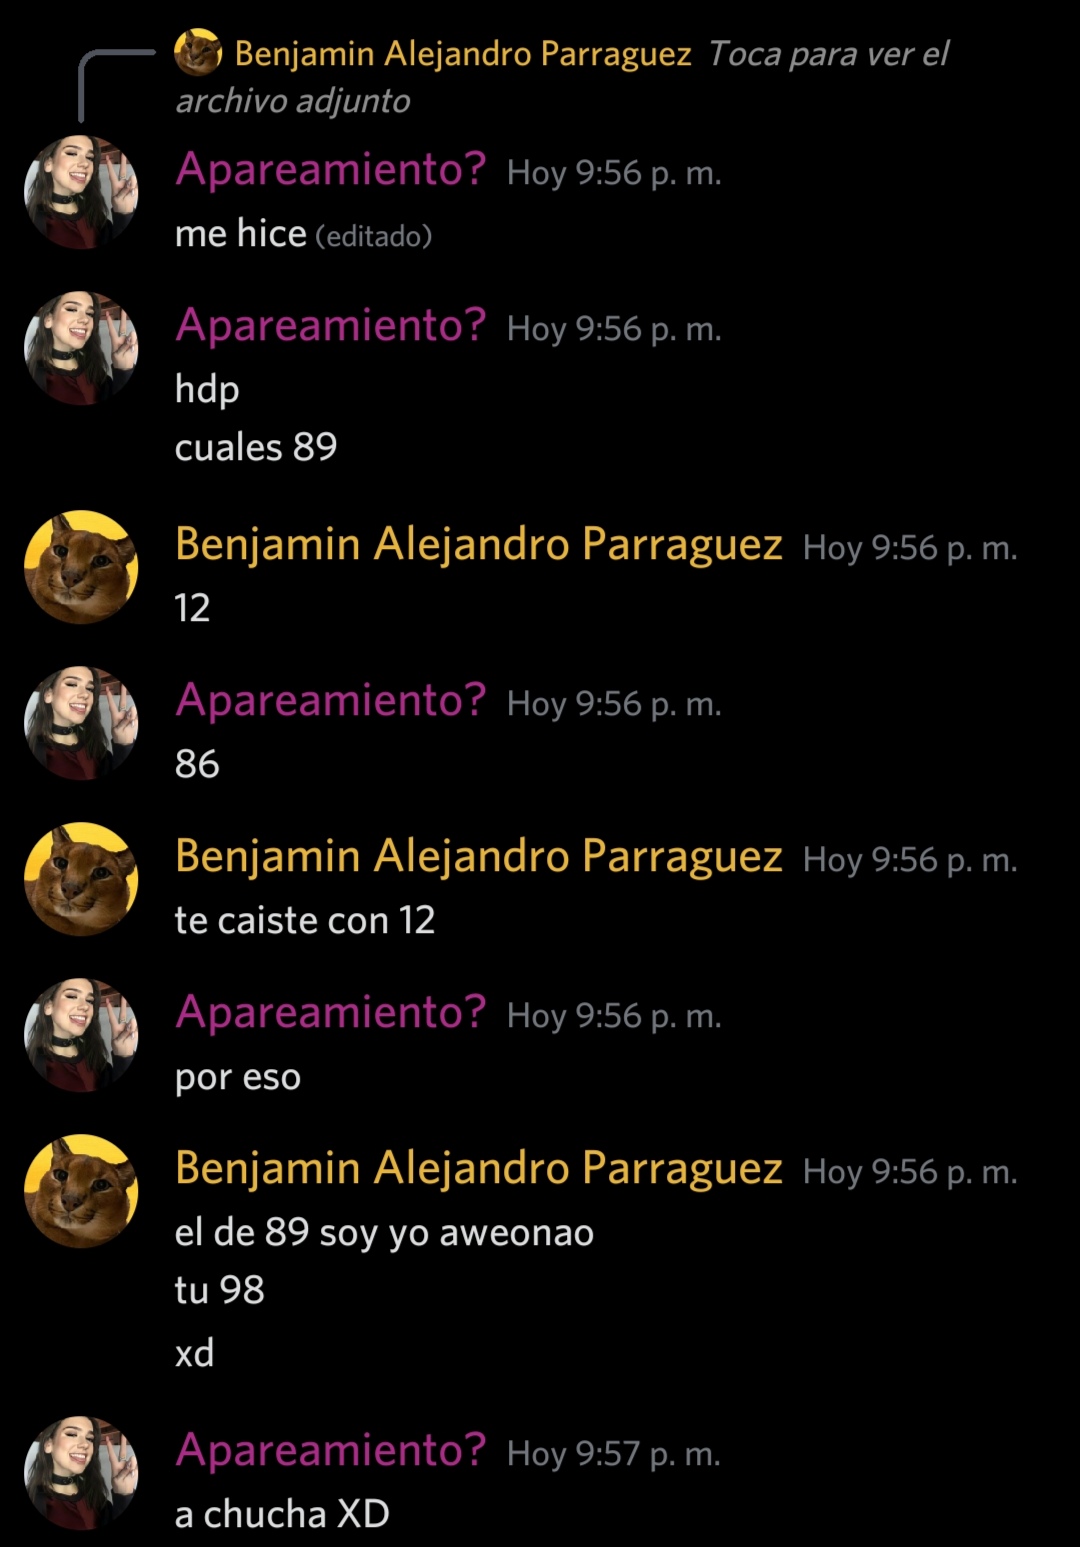 Benjamin Alejandro Parraguez Toca para ver el
archivo adjunto
Apareamiento? Hoy 9:56 p. m.
me hice (editado)
Apareamiento? Hoy 9:56 p. m.
hdp
cuales 89
Benjamin Alejandro Parraguez Hoy 9:56 p. m.
12
Apareamiento? Hoy 9:56 p. m.
86
Benjamin Alejandro Parraguez Hoy 9:56 p. m.
te caiste con 12
Apareamiento? Hoy 9:56 p. m.
por eso
Benjamin Alejandro Parraguez Hoy 9:56 p. m.
el de 89 soy yo aweonao
tu 98
xd
Apareamiento? Hoy 9:57 p. m.
a chucha XD